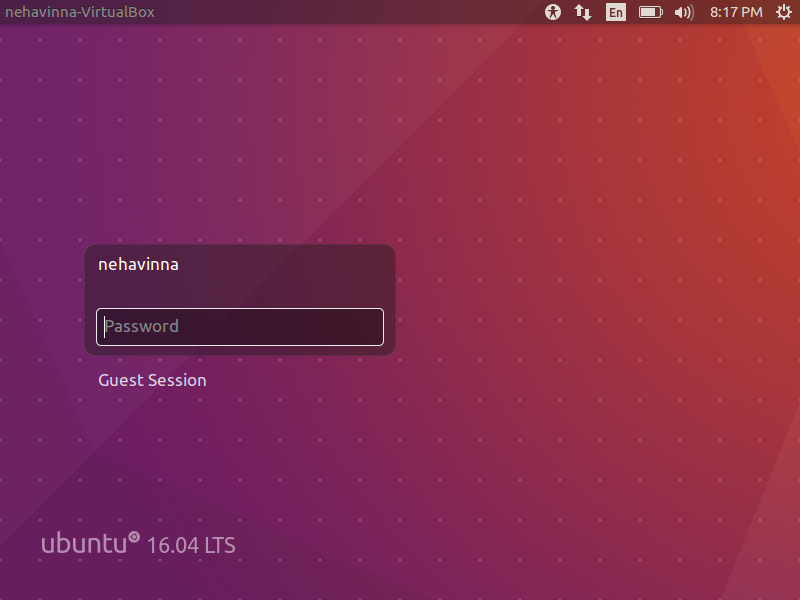 nehavinna-VirtualBox En 8:17 PM
nehavinna
Password
Guest Session
ubuntu 16.04 LTS